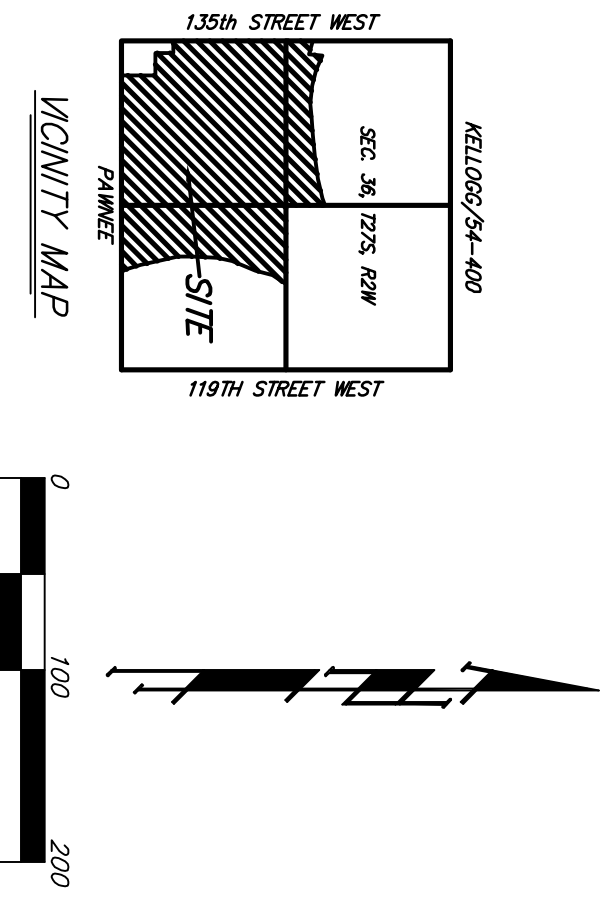 135th STREET WEST
KELLOGG/54-400
SEC. 36, T27S, R2W
SITE
PAWNEE
119TH STREET WEST
VICINITY MAP
0
100
200